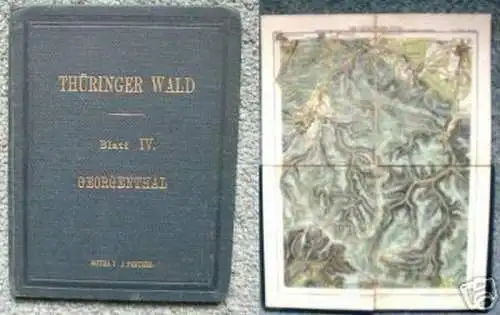 THÜRINGER WALD
Blatt IV.
GEORGENTHAL
GOTHA: J. PERTHES.